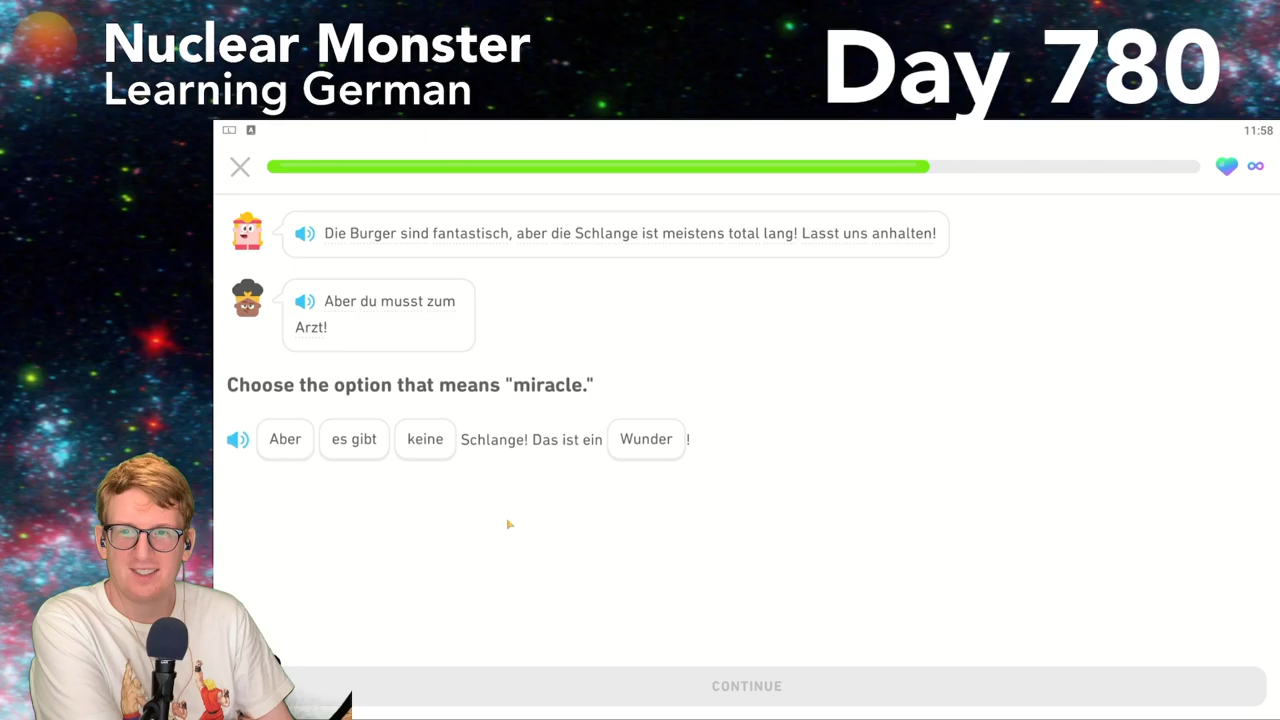 Nuclear Monster
Learning German
Day 780
11:58
Die Burger sind fantastisch, aber die Schlange ist meistens total lang! Lasst uns anhalten!
Aber du musst zum
Arzt!
Choose the option that means "miracle."
Aber es gibt keine Schlange! Das ist ein Wunder!
CONTINUE